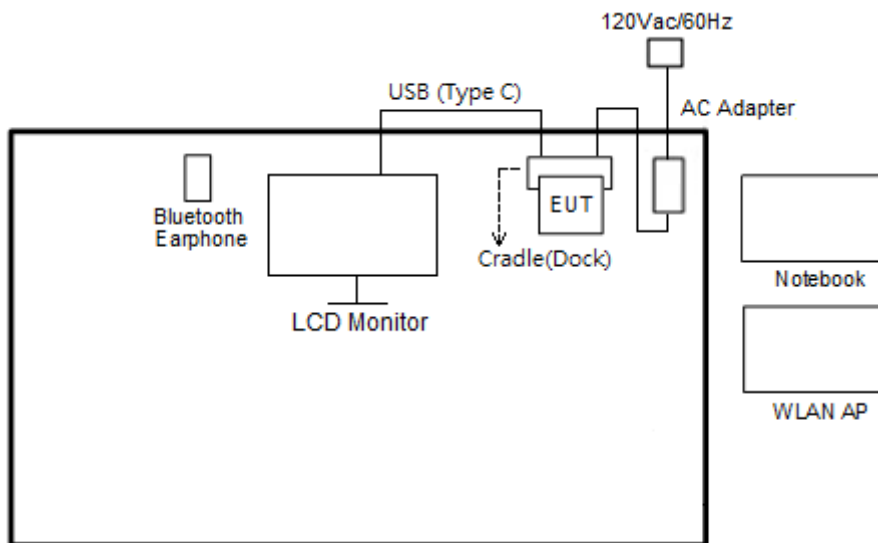 120Vac/60Hz
USB (Type C)
AC Adapter
Bluetooth
Earphone
EUT
Cradle(Dock)
Notebook
LCD Monitor
WLAN AP